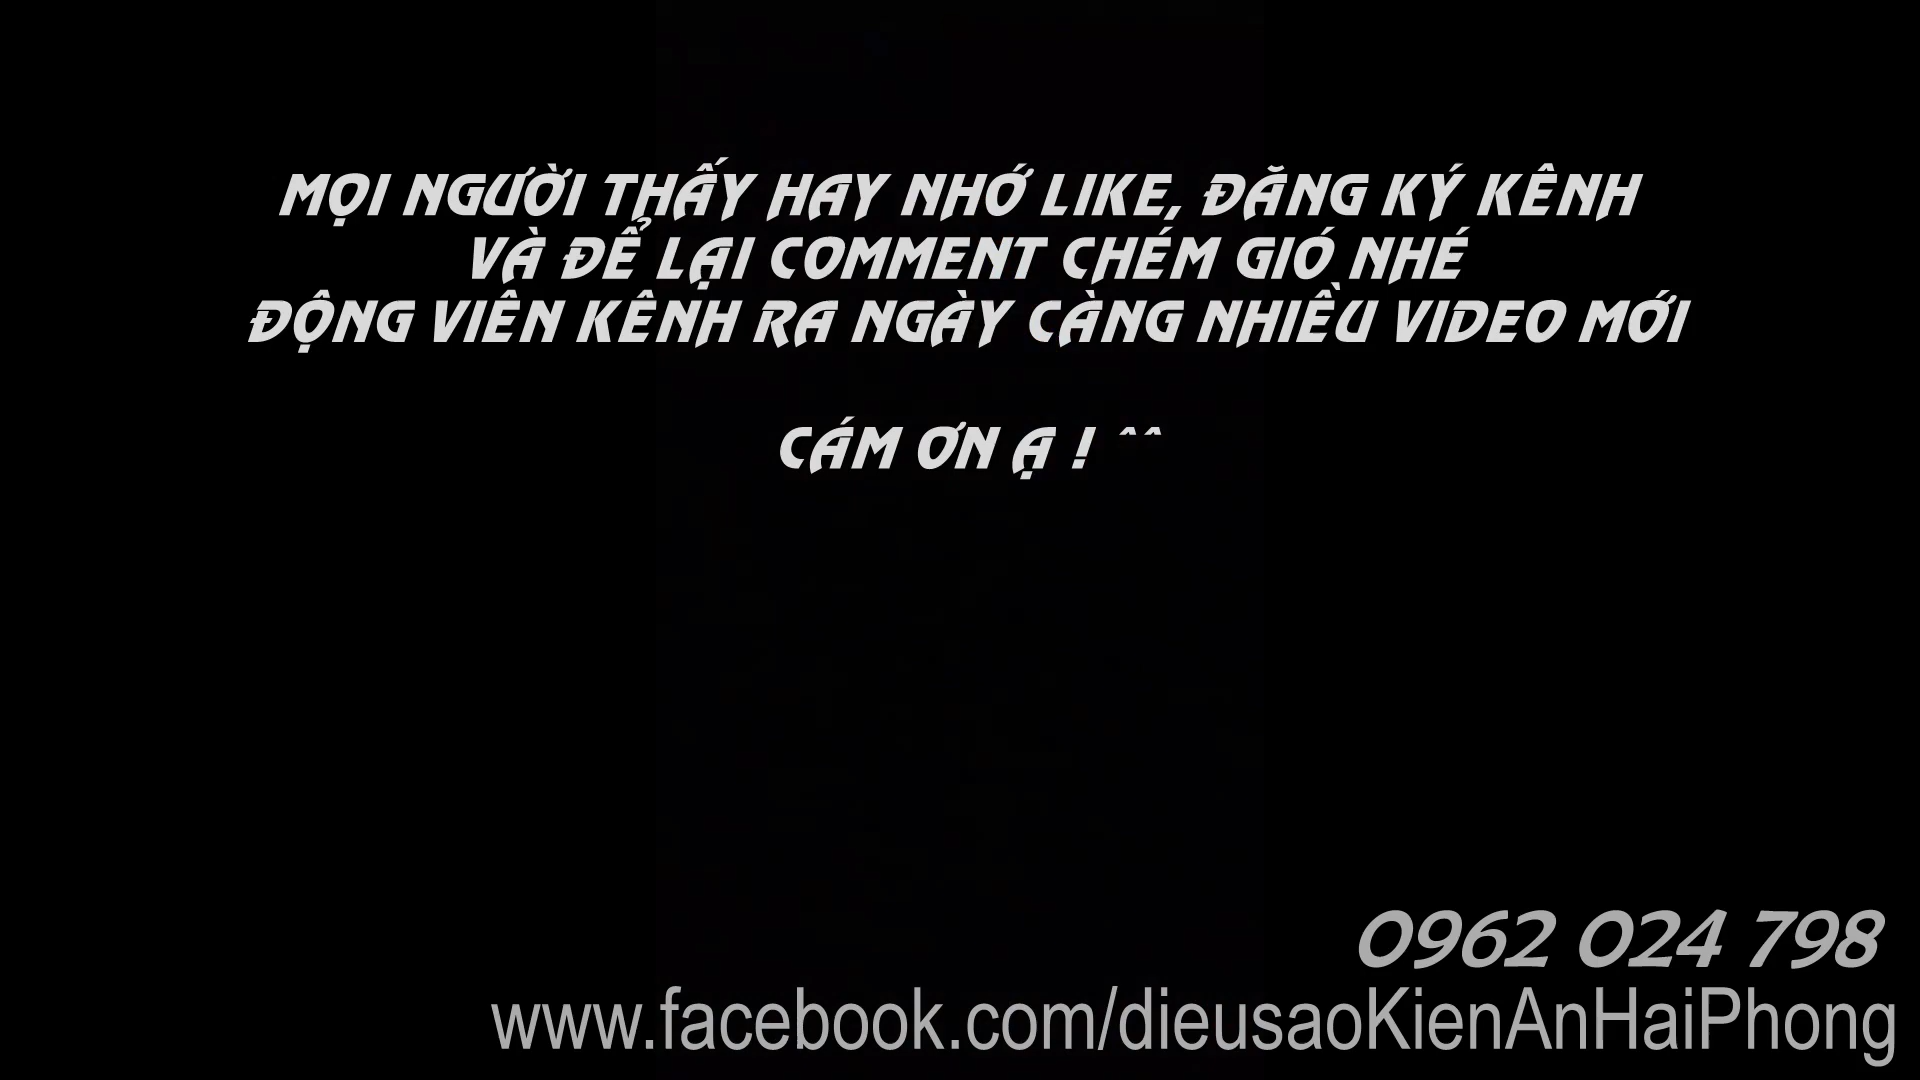 MỌI NGƯỜI THẤY HAY NHỚ LIKE, ĐĂNG KÝ KÊNH
VÀ ĐỂ LẠI COMMENT CHÉM GIÓ NHÉ
ĐỘNG VIÊN KÊNH RA NGÀY CÀNG NHIỀU VIDEO MỚI
CÁM ƠN Ạ ! ^^
0962 024 798
www.facebook.com/dieusaoKienAnHaiPhong